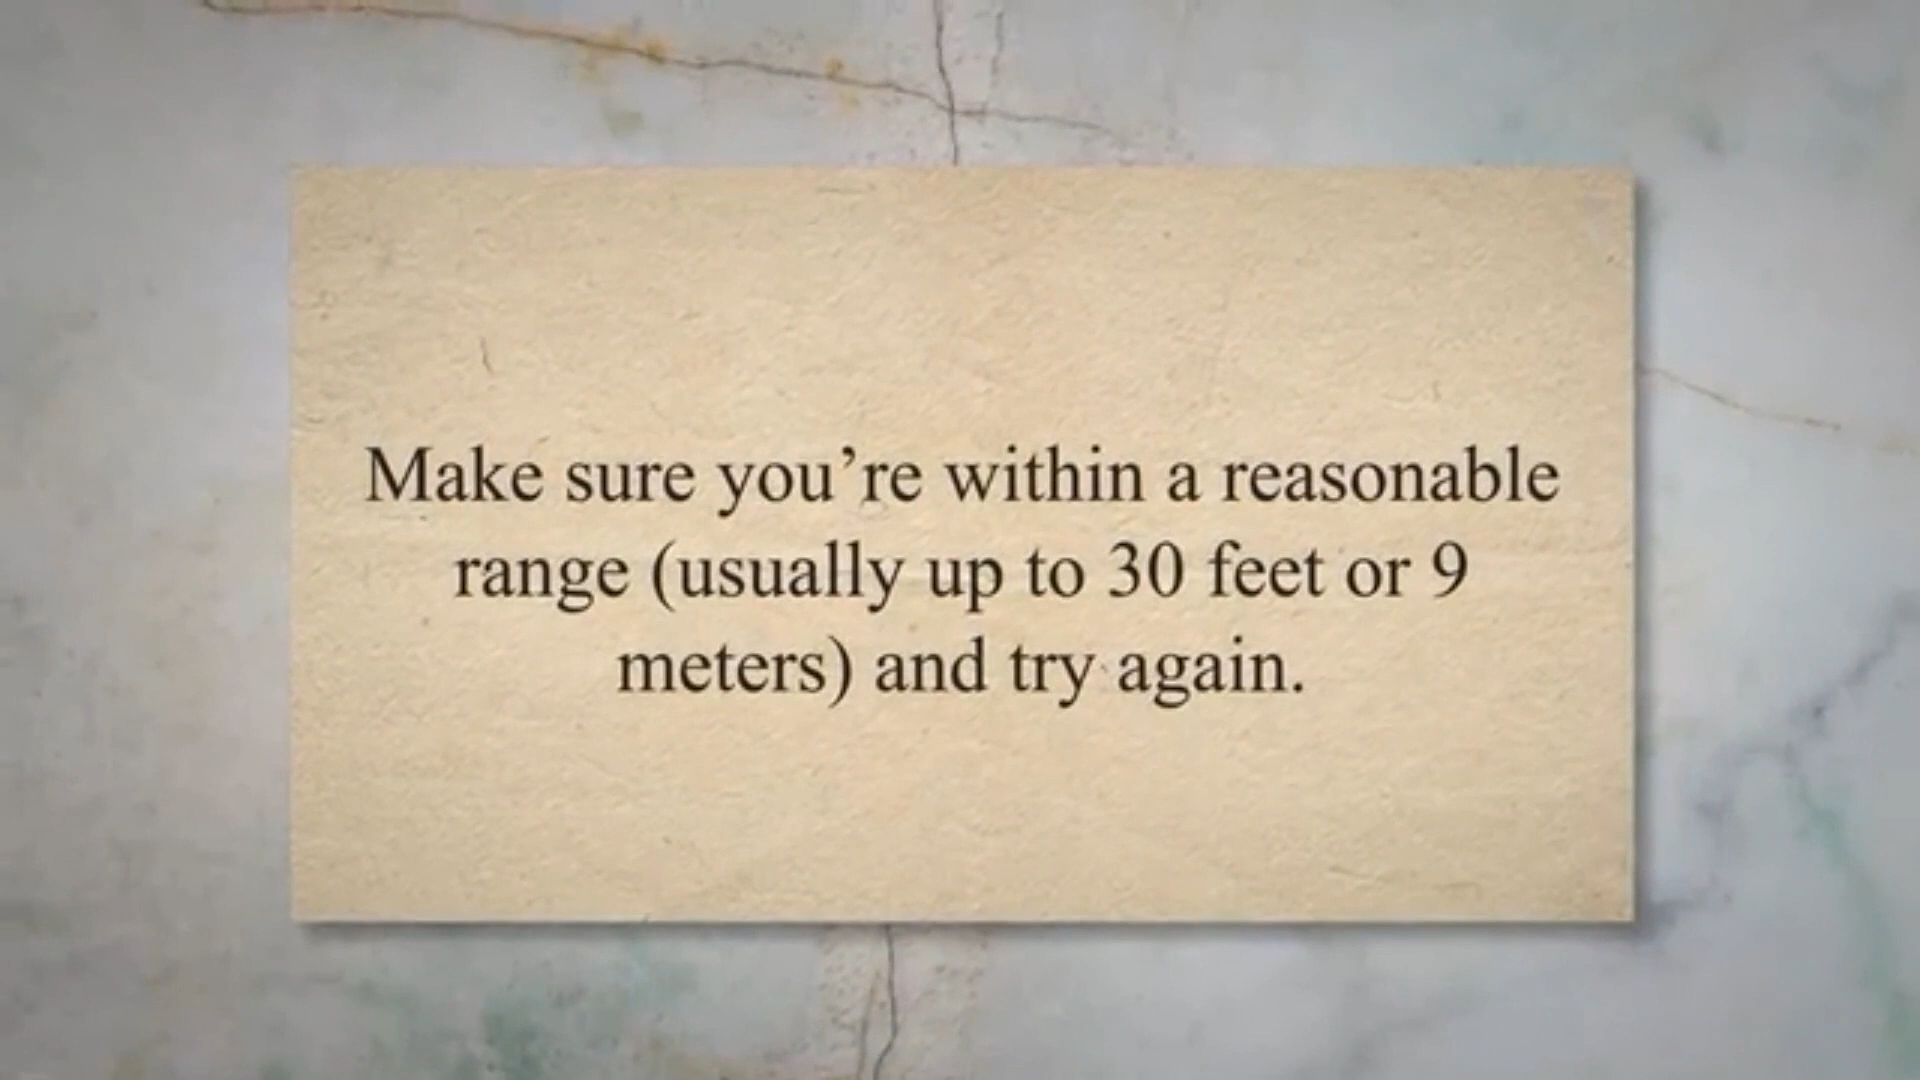 Make sure you’re within a reasonable
range (usually up to 30 feet or 9
meters) and try again.